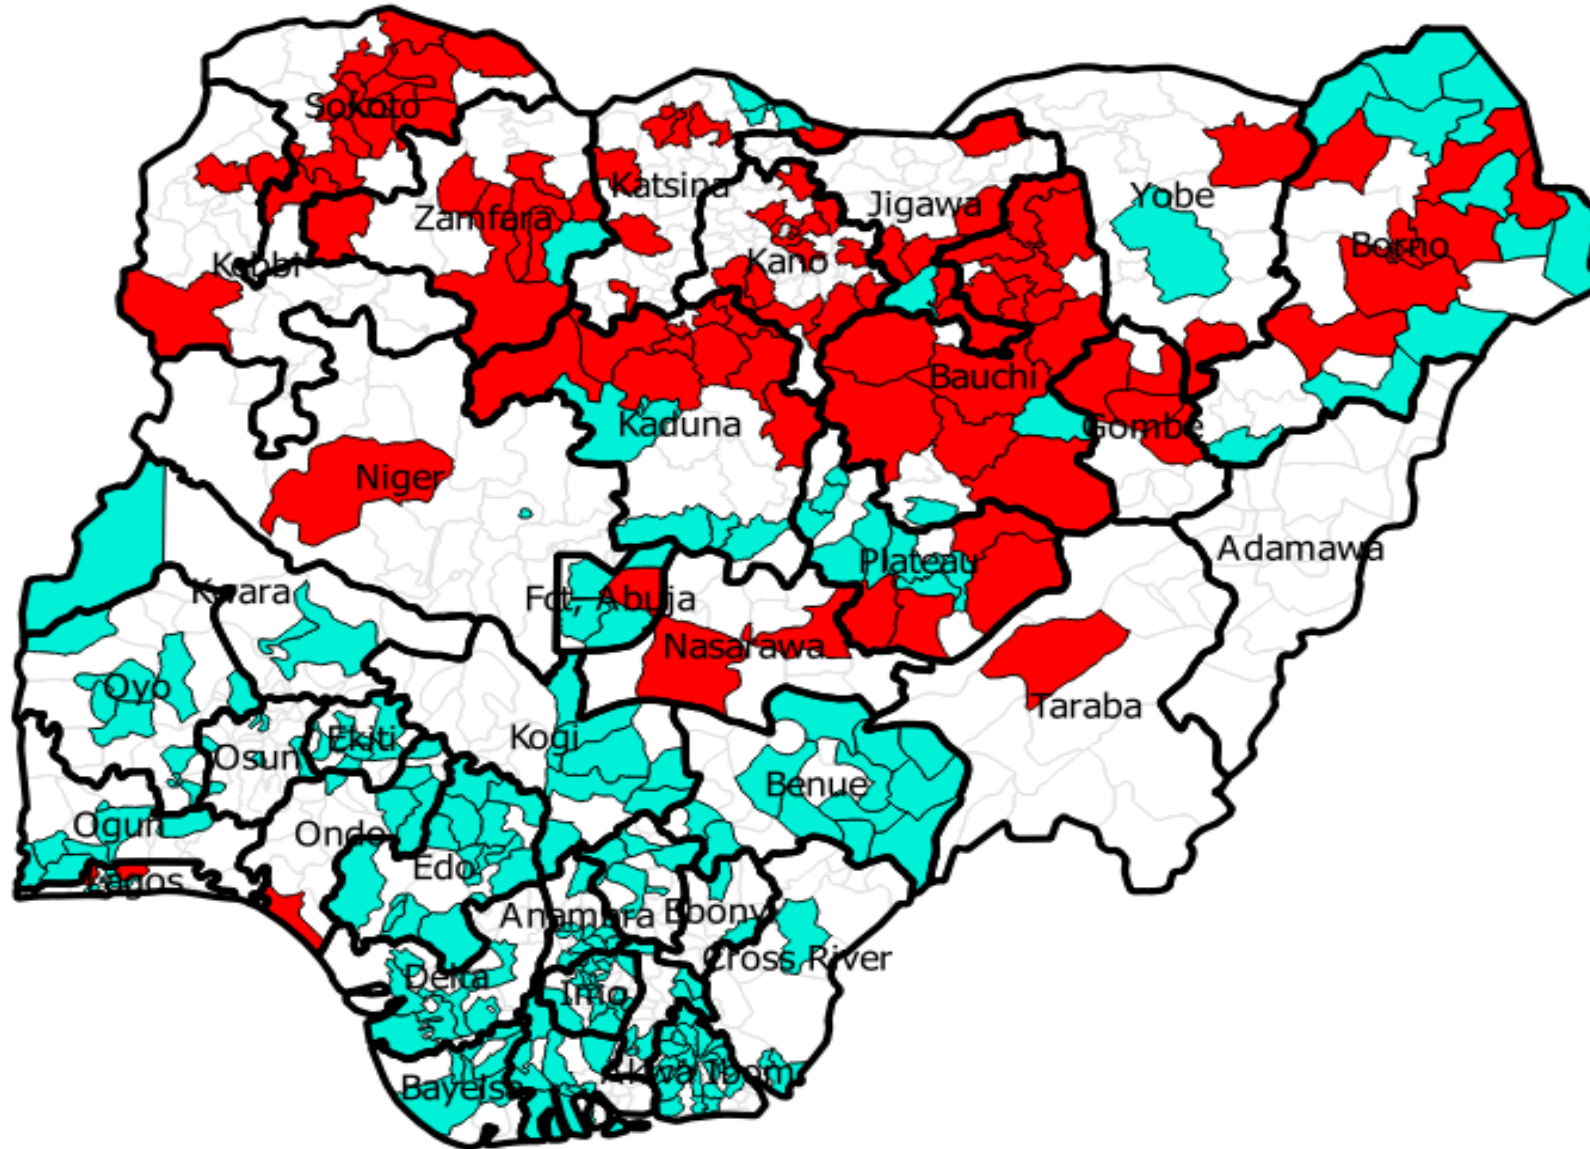 Sokoto
Katsina
Jigawa
Yobe
Zamfara
Borno
Kebbi
Kano
Bauchi
Kaduna
Gombe
Niger
Adamawa
Plateau
Kwara
Fct, Abuja
Nasarawa
Oyo
Taraba
Kogi
Ekiti
Osun
Benue
Ogun
Ondo
Edo
Lagos
Anambra
Ebonyi
Cross River
Delta
Imo
Akwa Ibom
Bayelsa